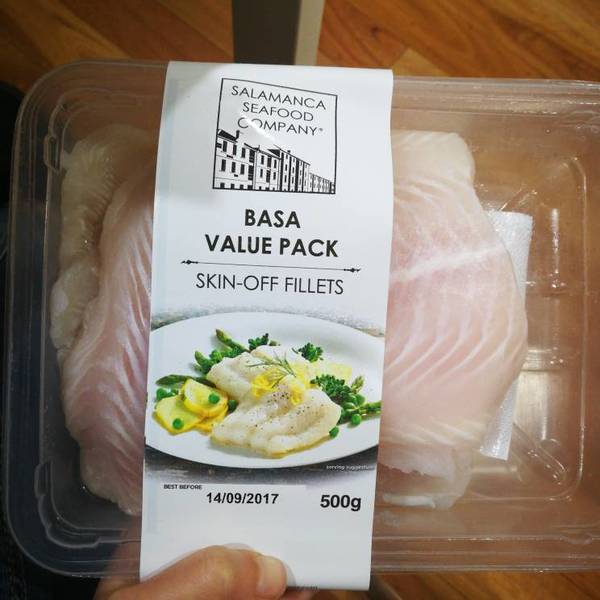 SALAMANCA
SEAFOOD
COMPANY®
BASA
VALUE PACK
SKIN-OFF FILLETS
serving suggestion
BEST BEFORE
14/09/2017
500g